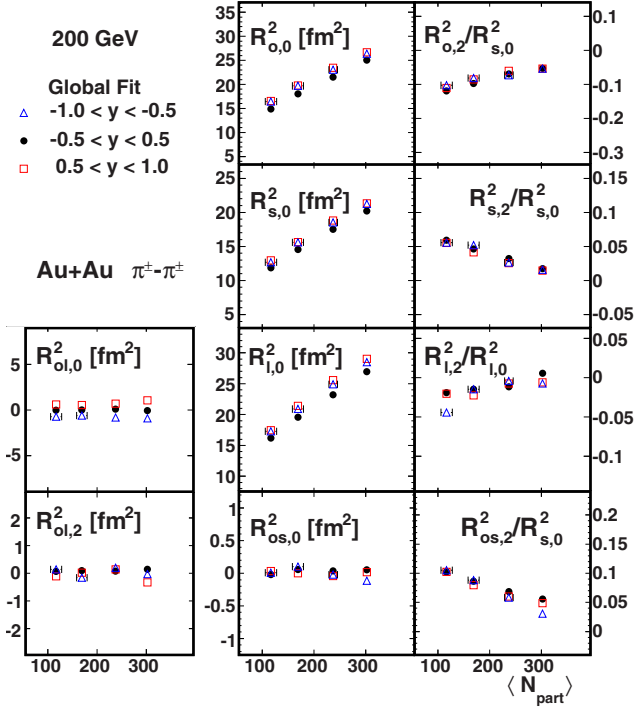 200 GeV
Global Fit
-1.0 < y < -0.5
-0.5 < y < 0.5
0.5 < y < 1.0
Au+Au π±-π±
R²o,0 [fm²]
35
30
25
20
15
10
5
R²o,2/R²s,0
0.1
0
-0.1
-0.2
-0.3
R²s,0 [fm²]
25
20
15
10
5
R²s,2/R²s,0
0.15
0.1
0.05
0
-0.05
R²ol,0 [fm²]
5
0
-5
R²l,0 [fm²]
30
25
20
15
10
R²l,2/R²l,0
0.05
0
-0.05
-0.1
R²ol,2 [fm²]
2
1
0
-1
-2
R²os,0 [fm²]
1
0.5
0
-0.5
-1
R²os,2/R²s,0
0.2
0.15
0.1
0.05
0
100 200 300
100 200 300
100 200 300
⟨ Npart ⟩